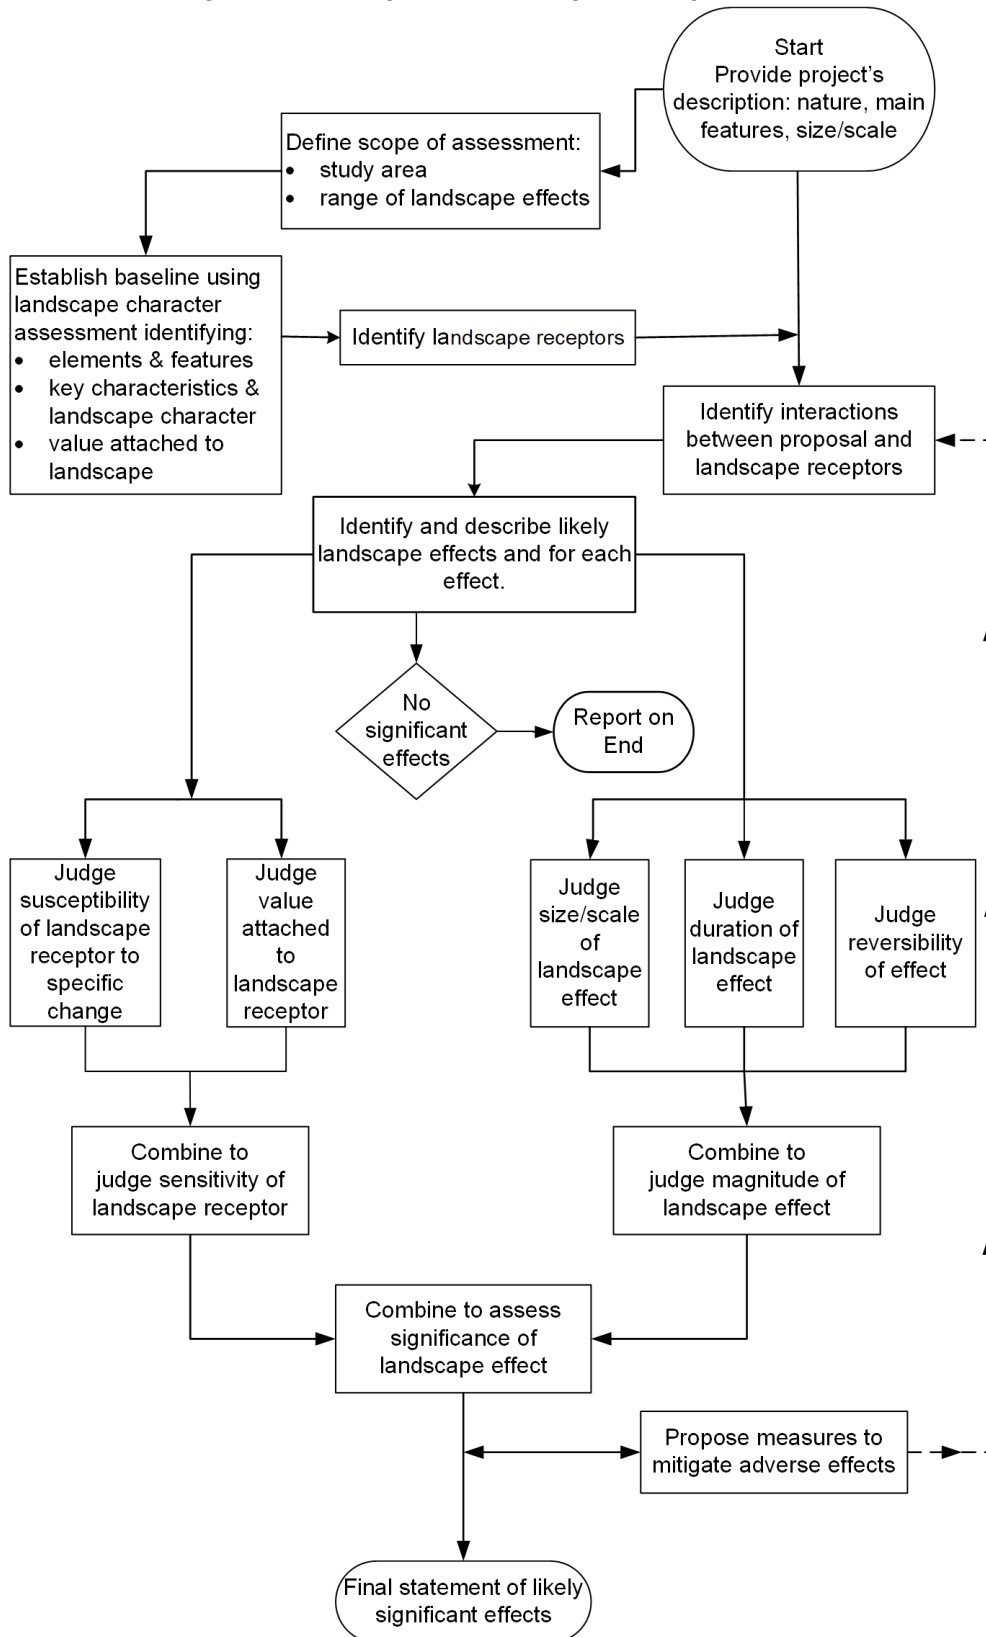 Start
Provide project's
description: nature, main
features, size/scale
Define scope of assessment:
• study area
• range of landscape effects
Establish baseline using
landscape character
assessment identifying:
• elements & features
• key characteristics &
landscape character
• value attached to
landscape
Identify landscape receptors
Identify interactions
between proposal and
landscape receptors
Identify and describe likely
landscape effects and for each
effect.
No
significant
effects
Report on
End
Judge
susceptibility
of landscape
receptor to
specific
change
Judge
value
attached
to
landscape
receptor
Judge
size/scale
of
landscape
effect
Judge
duration of
landscape
effect
Judge
reversibility
of effect
Combine to
judge sensitivity of
landscape receptor
Combine to
judge magnitude of
landscape effect
Combine to assess
significance of
landscape effect
Propose measures to
mitigate adverse effects
Final statement of likely
significant effects